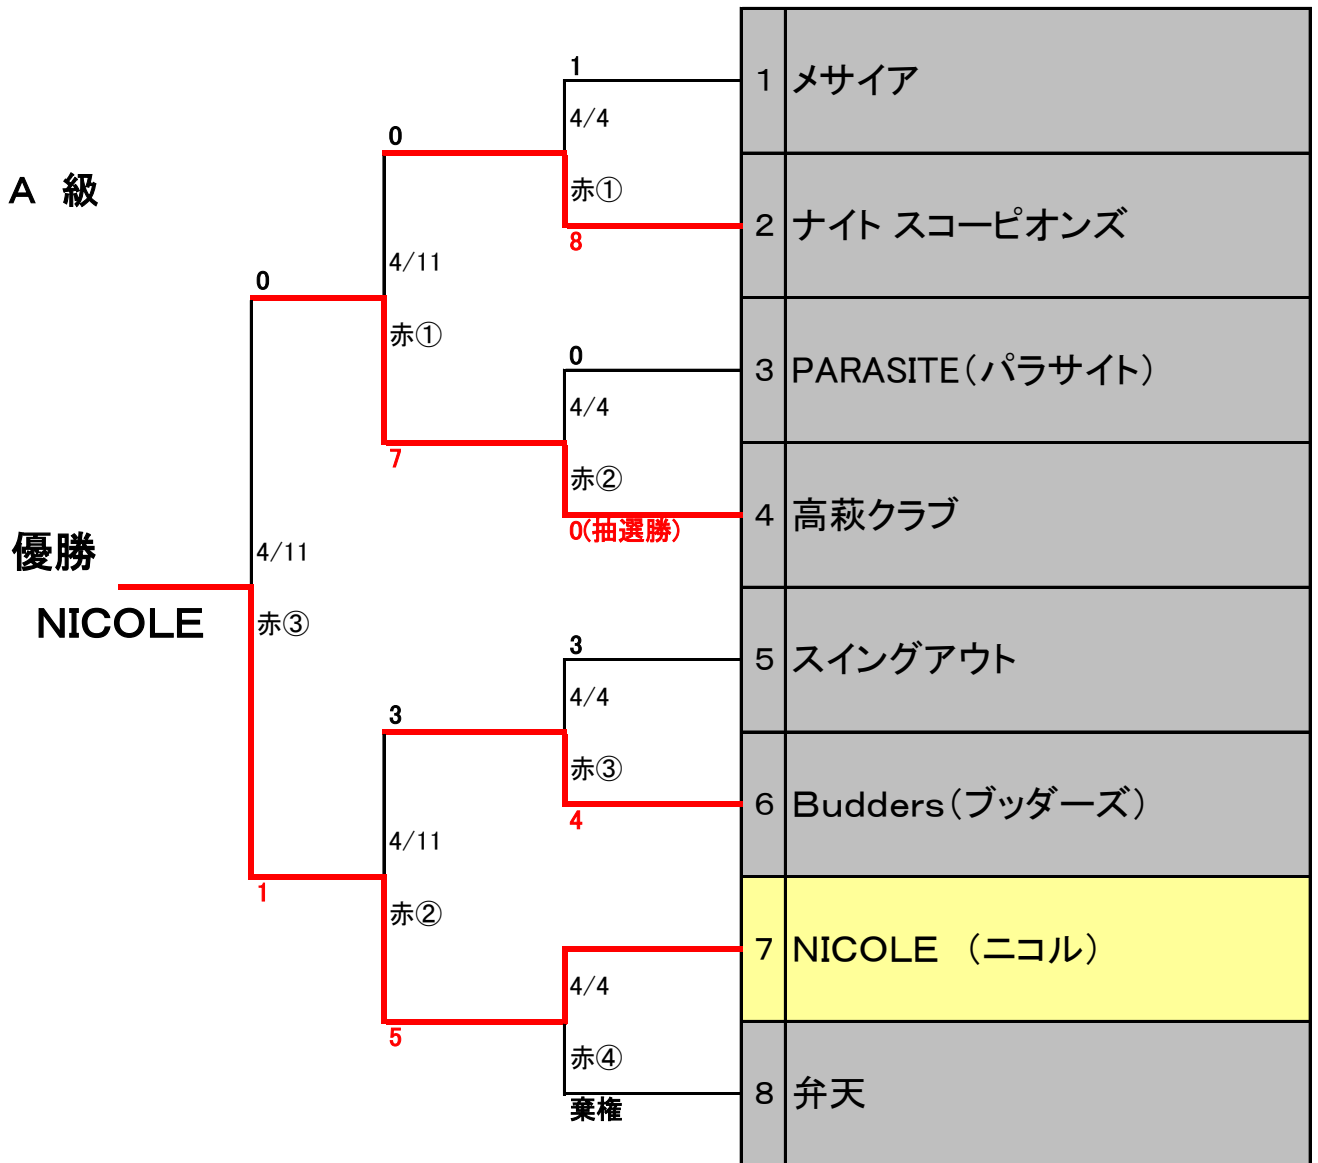 1
1 メサイア
4/4
0
A 級
赤①
8
2 ナイト スコーピオンズ
4/11
0
赤①
0
3 PARASITE(パラサイト)
4/4
7
赤②
0(抽選勝)
4 高萩クラブ
優勝
4/11
NICOLE
赤③
3
5 スイングアウト
4/4
3
赤③
4
6 Budders(ブッダーズ)
4/11
1
赤②
7 NICOLE (ニコル)
4/4
5
赤④
棄権
8 弁天